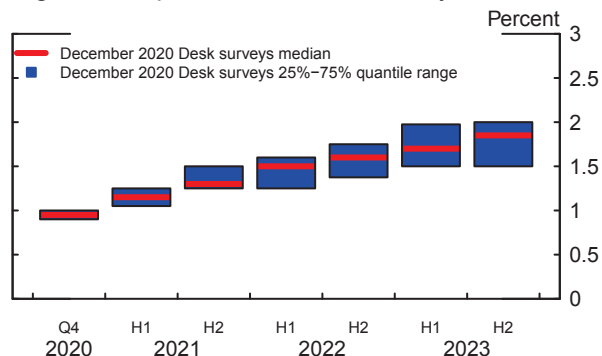 Percent
December 2020 Desk surveys median
December 2020 Desk surveys 25%−75% quantile range
3
2.5
2
1.5
1
0.5
0
Q4 H1 H2 H1 H2 H1 H2
2020 2021 2022 2023